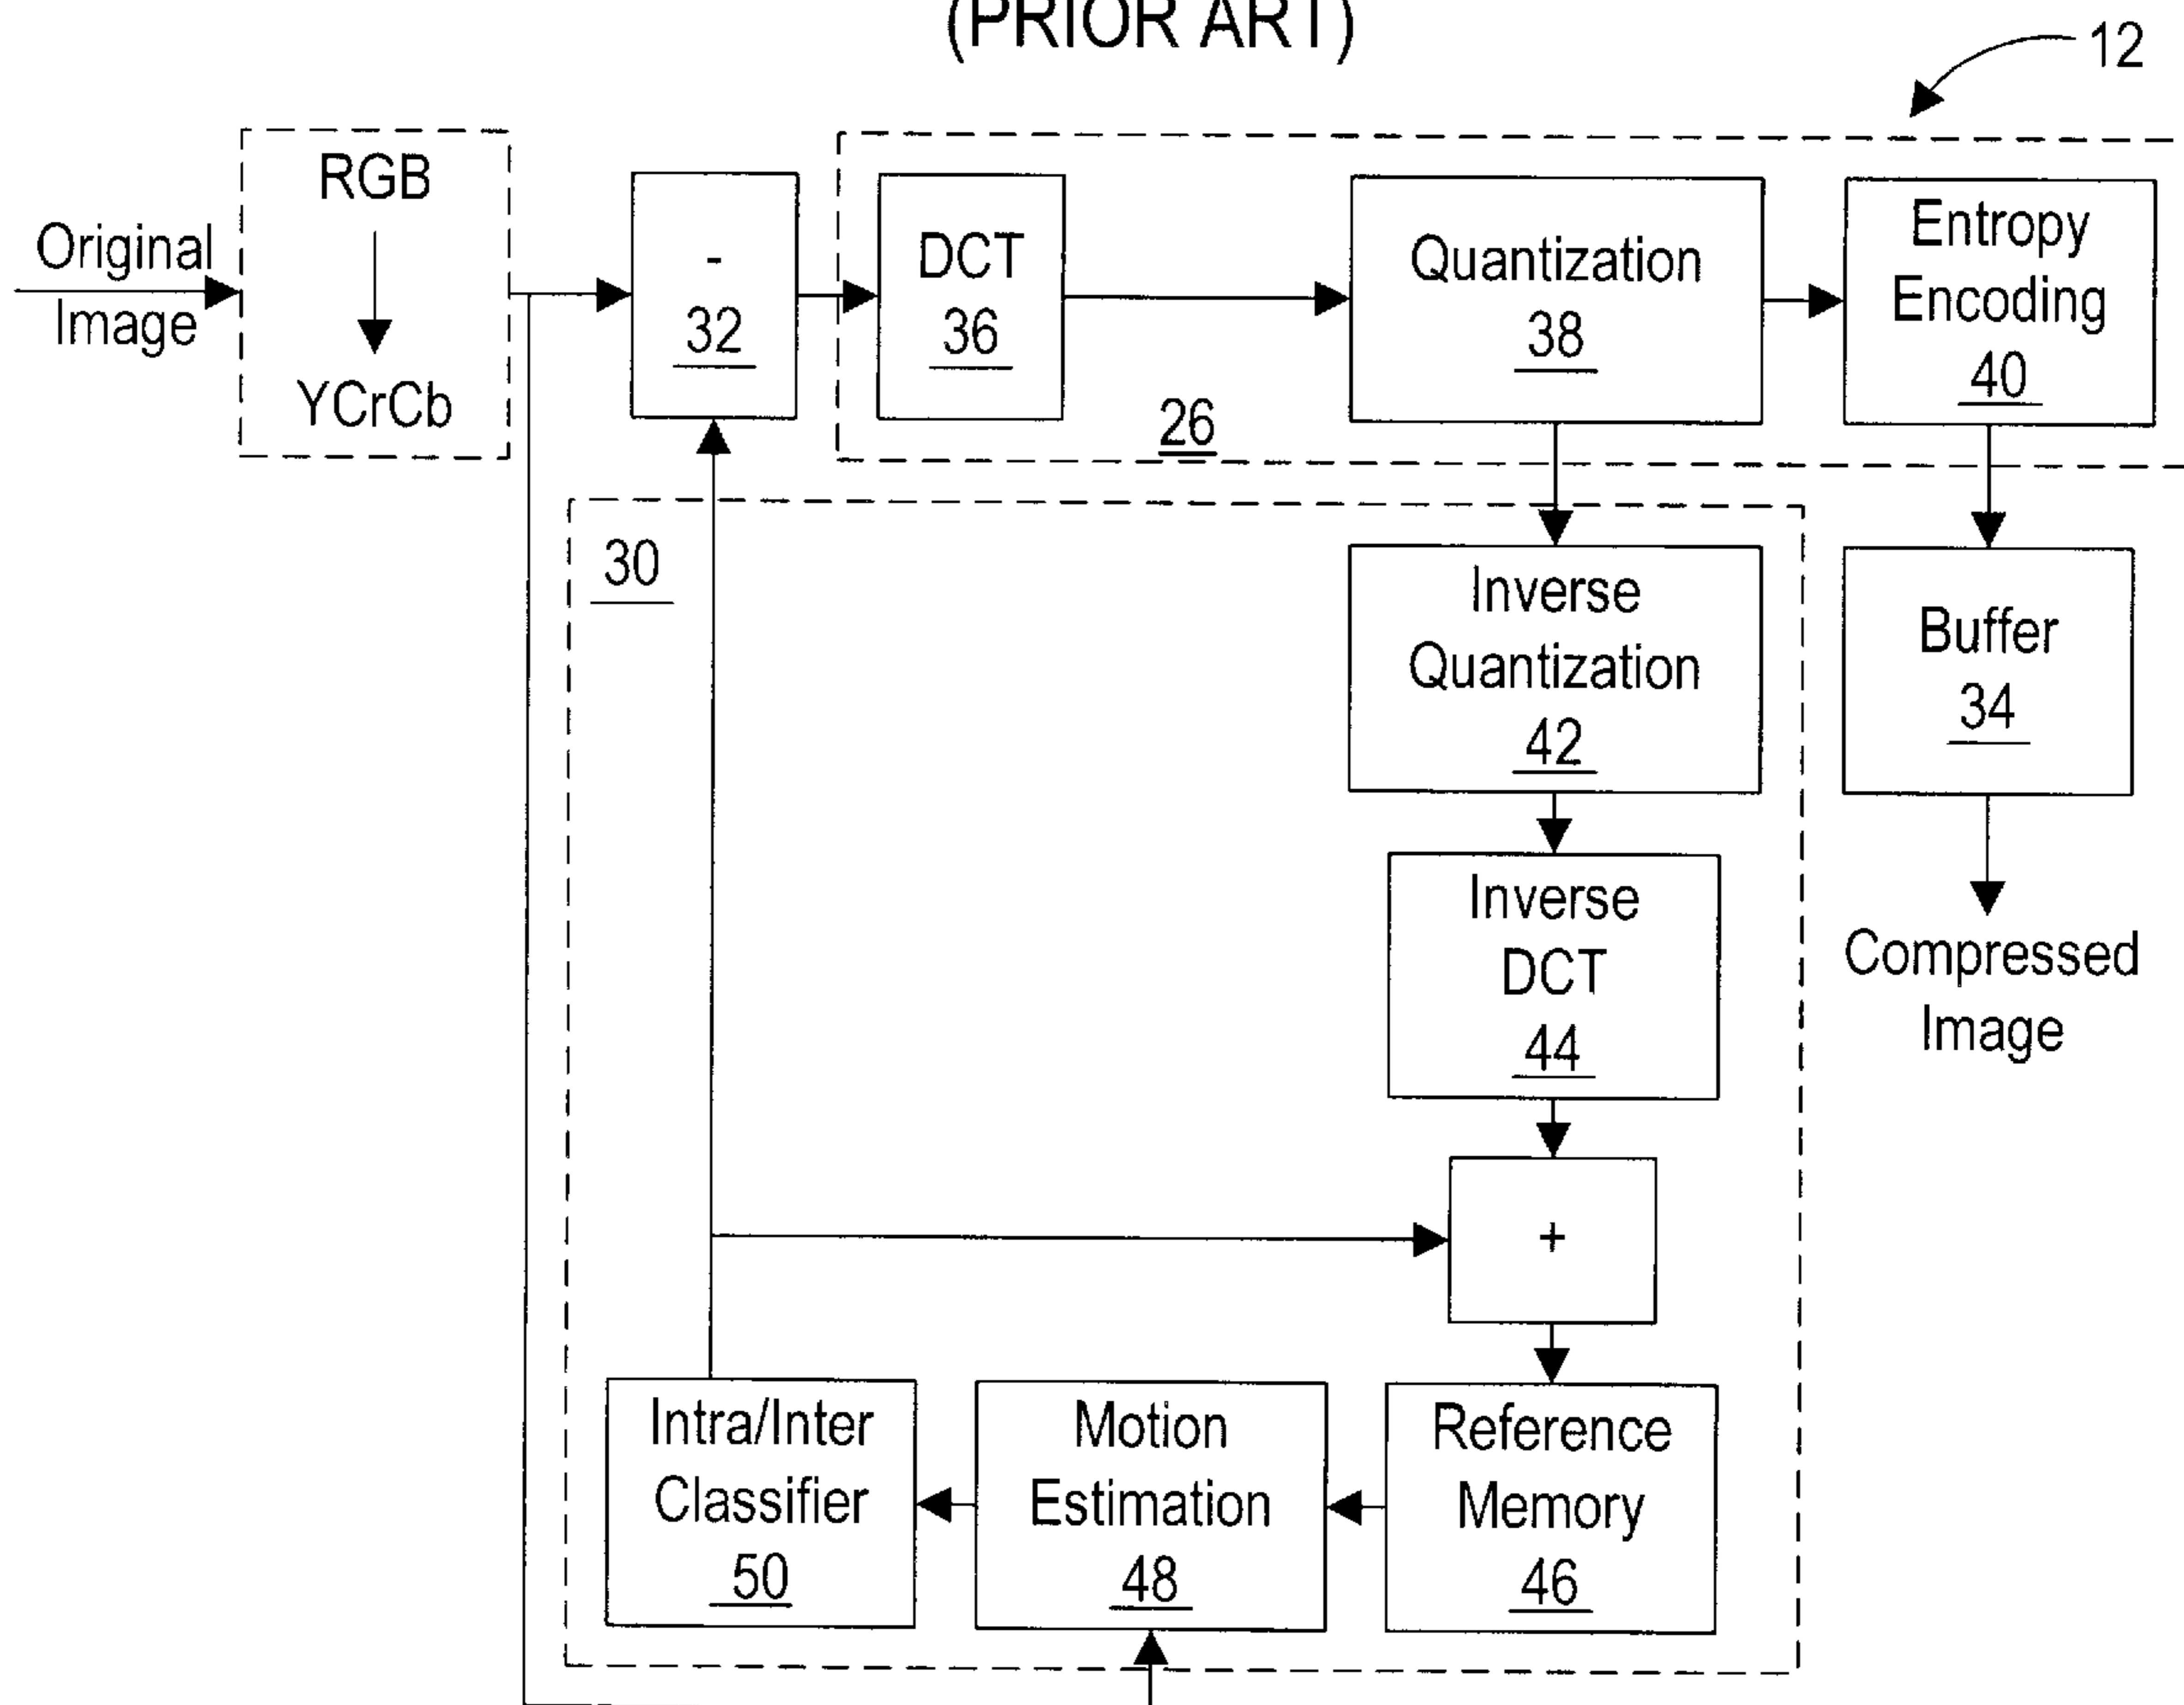 (PRIOR ART)
12
RGB
YCrCb
Original
Image
-
32
DCT
36
26
Quantization
38
Entropy
Encoding
40
30
Inverse
Quantization
42
Buffer
34
Inverse
DCT
44
Compressed
Image
+
Intra/Inter
Classifier
50
Motion
Estimation
48
Reference
Memory
46